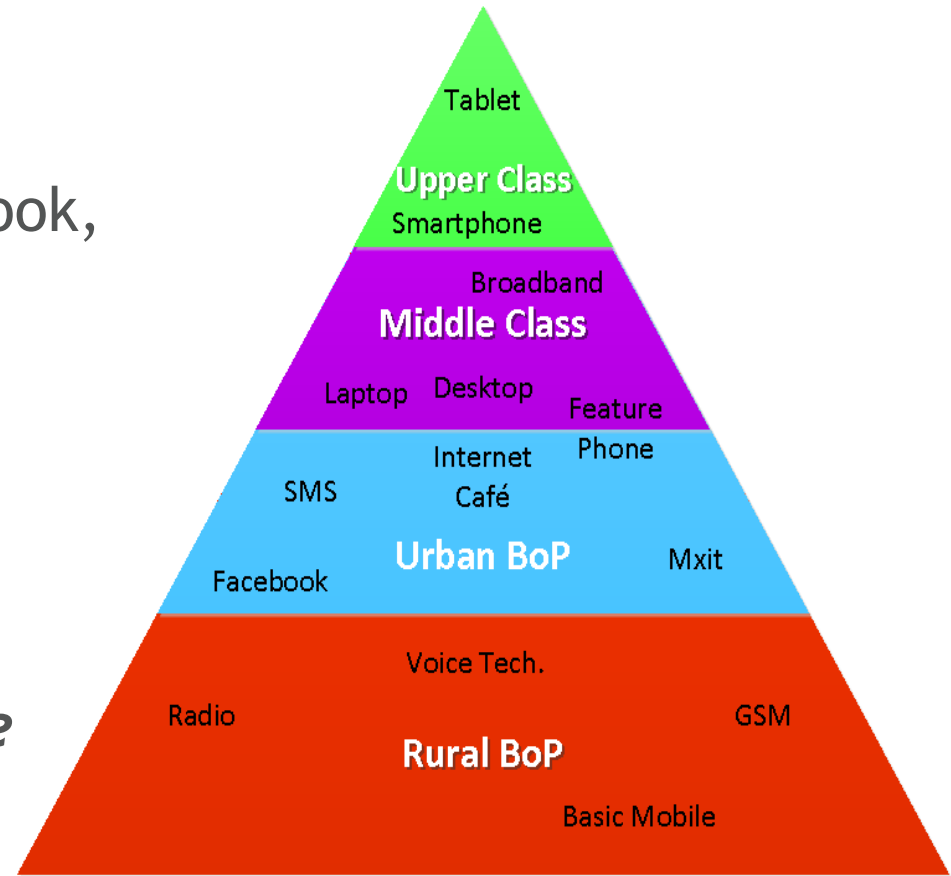 Tablet
Upper Class
ook,
Smartphone
Broadband
Middle Class
Laptop Desktop
Feature
Phone
Internet
Café
SMS
Urban BoP
Mxit
Facebook
Voice Tech.
Radio
GSM
e
Rural BoP
Basic Mobile